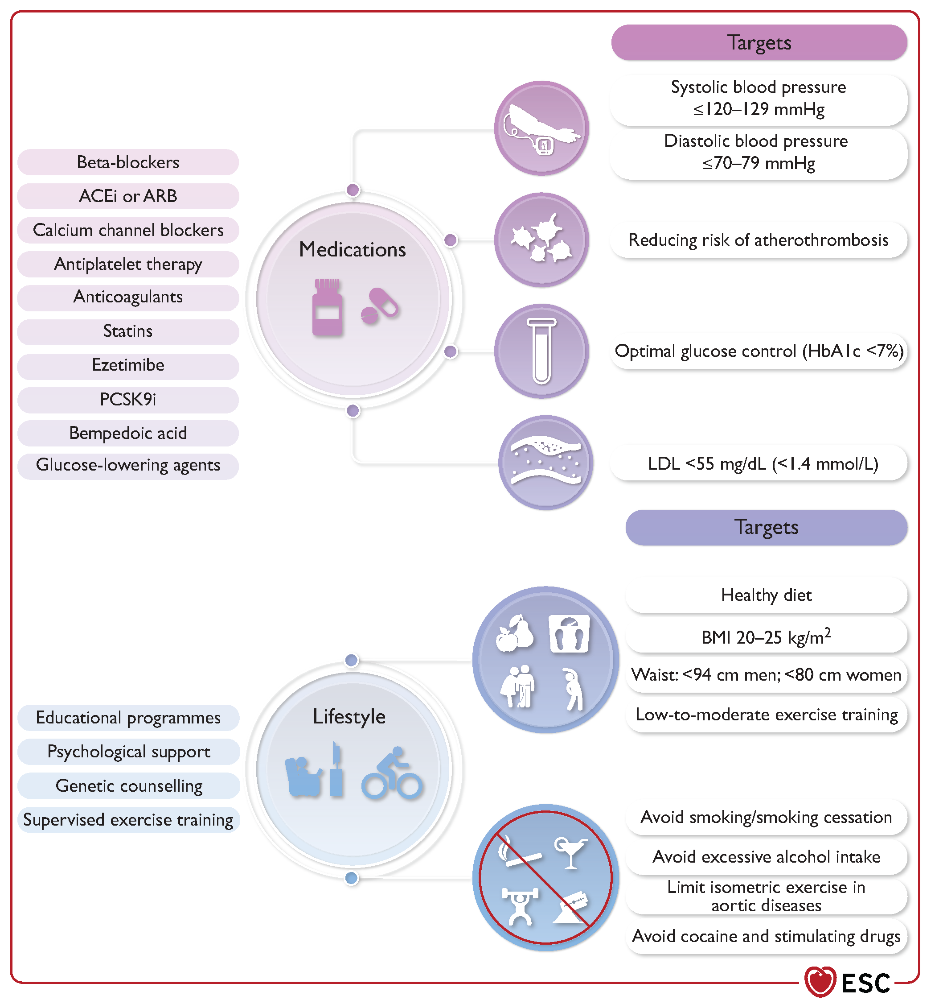 Targets
Systolic blood pressure
≤120–129 mmHg
Diastolic blood pressure
≤70–79 mmHg
Beta-blockers
ACEi or ARB
Calcium channel blockers
Antiplatelet therapy
Anticoagulants
Statins
Ezetimibe
PCSK9i
Bempedoic acid
Glucose-lowering agents
Medications
Reducing risk of atherothrombosis
Optimal glucose control (HbA1c <7%)
LDL <55 mg/dL (<1.4 mmol/L)
Targets
Healthy diet
BMI 20–25 kg/m²
Waist: <94 cm men; <80 cm women
Low-to-moderate exercise training
Educational programmes
Psychological support
Genetic counselling
Supervised exercise training
Lifestyle
Avoid smoking/smoking cessation
Avoid excessive alcohol intake
Limit isometric exercise in
aortic diseases
Avoid cocaine and stimulating drugs
ESC